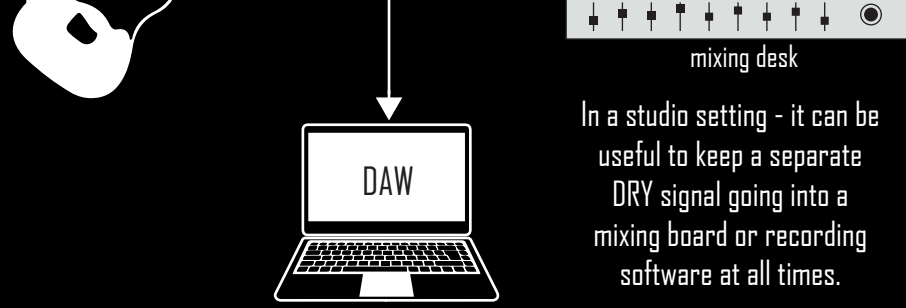 mixing desk
DAW
In a studio setting - it can be
useful to keep a separate
DRY signal going into a
mixing board or recording
software at all times.